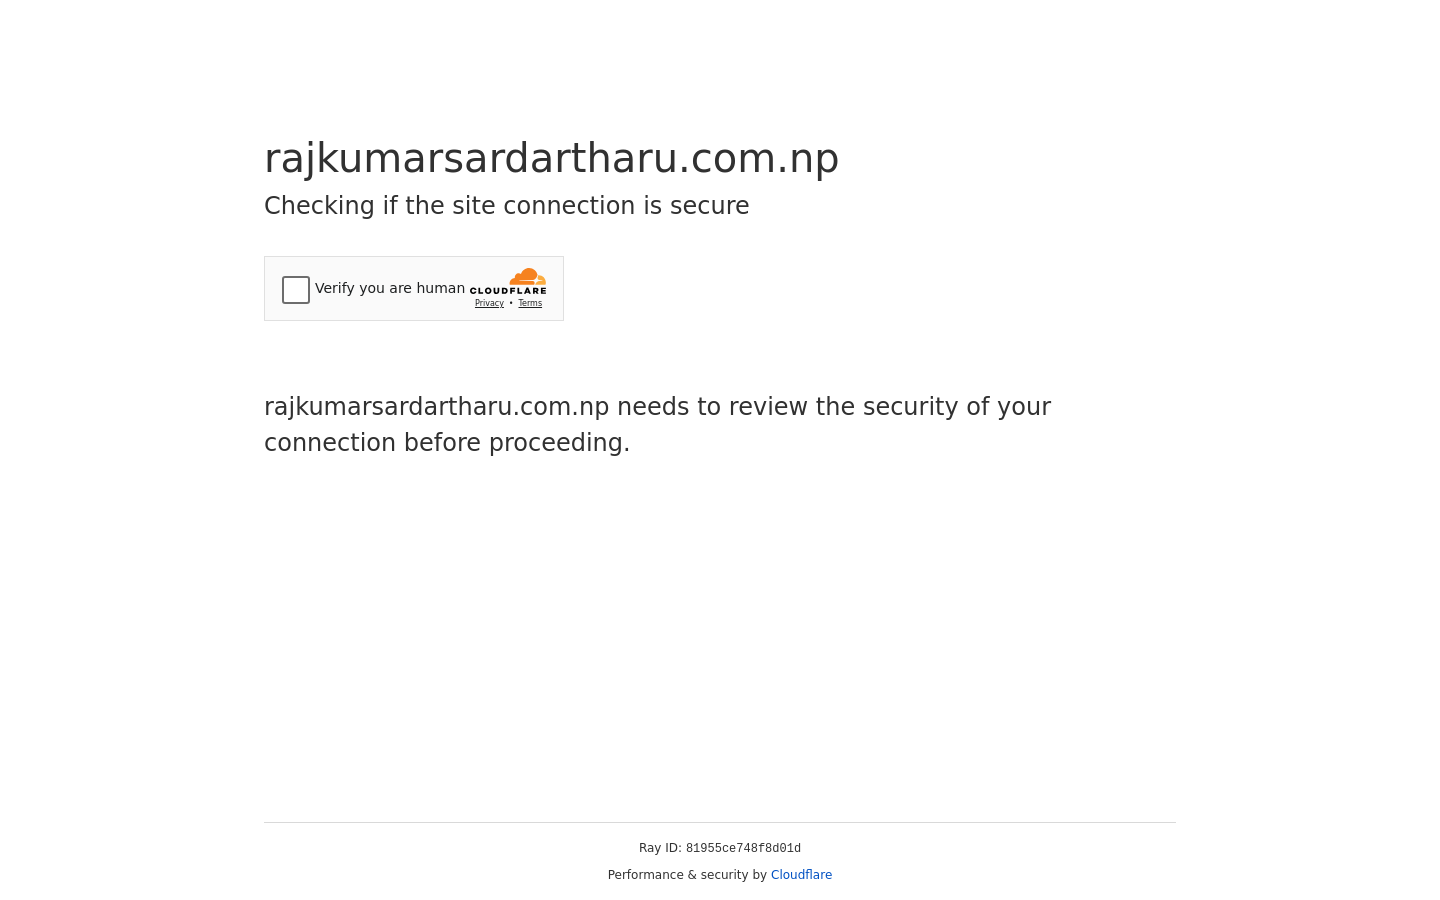 rajkumarsardartharu.com.np
Checking if the site connection is secure
Verify you are human
CLOUDFLARE
Privacy • Terms
rajkumarsardartharu.com.np needs to review the security of your
connection before proceeding.
Ray ID: 81955ce748f8d01d
Performance & security by Cloudflare